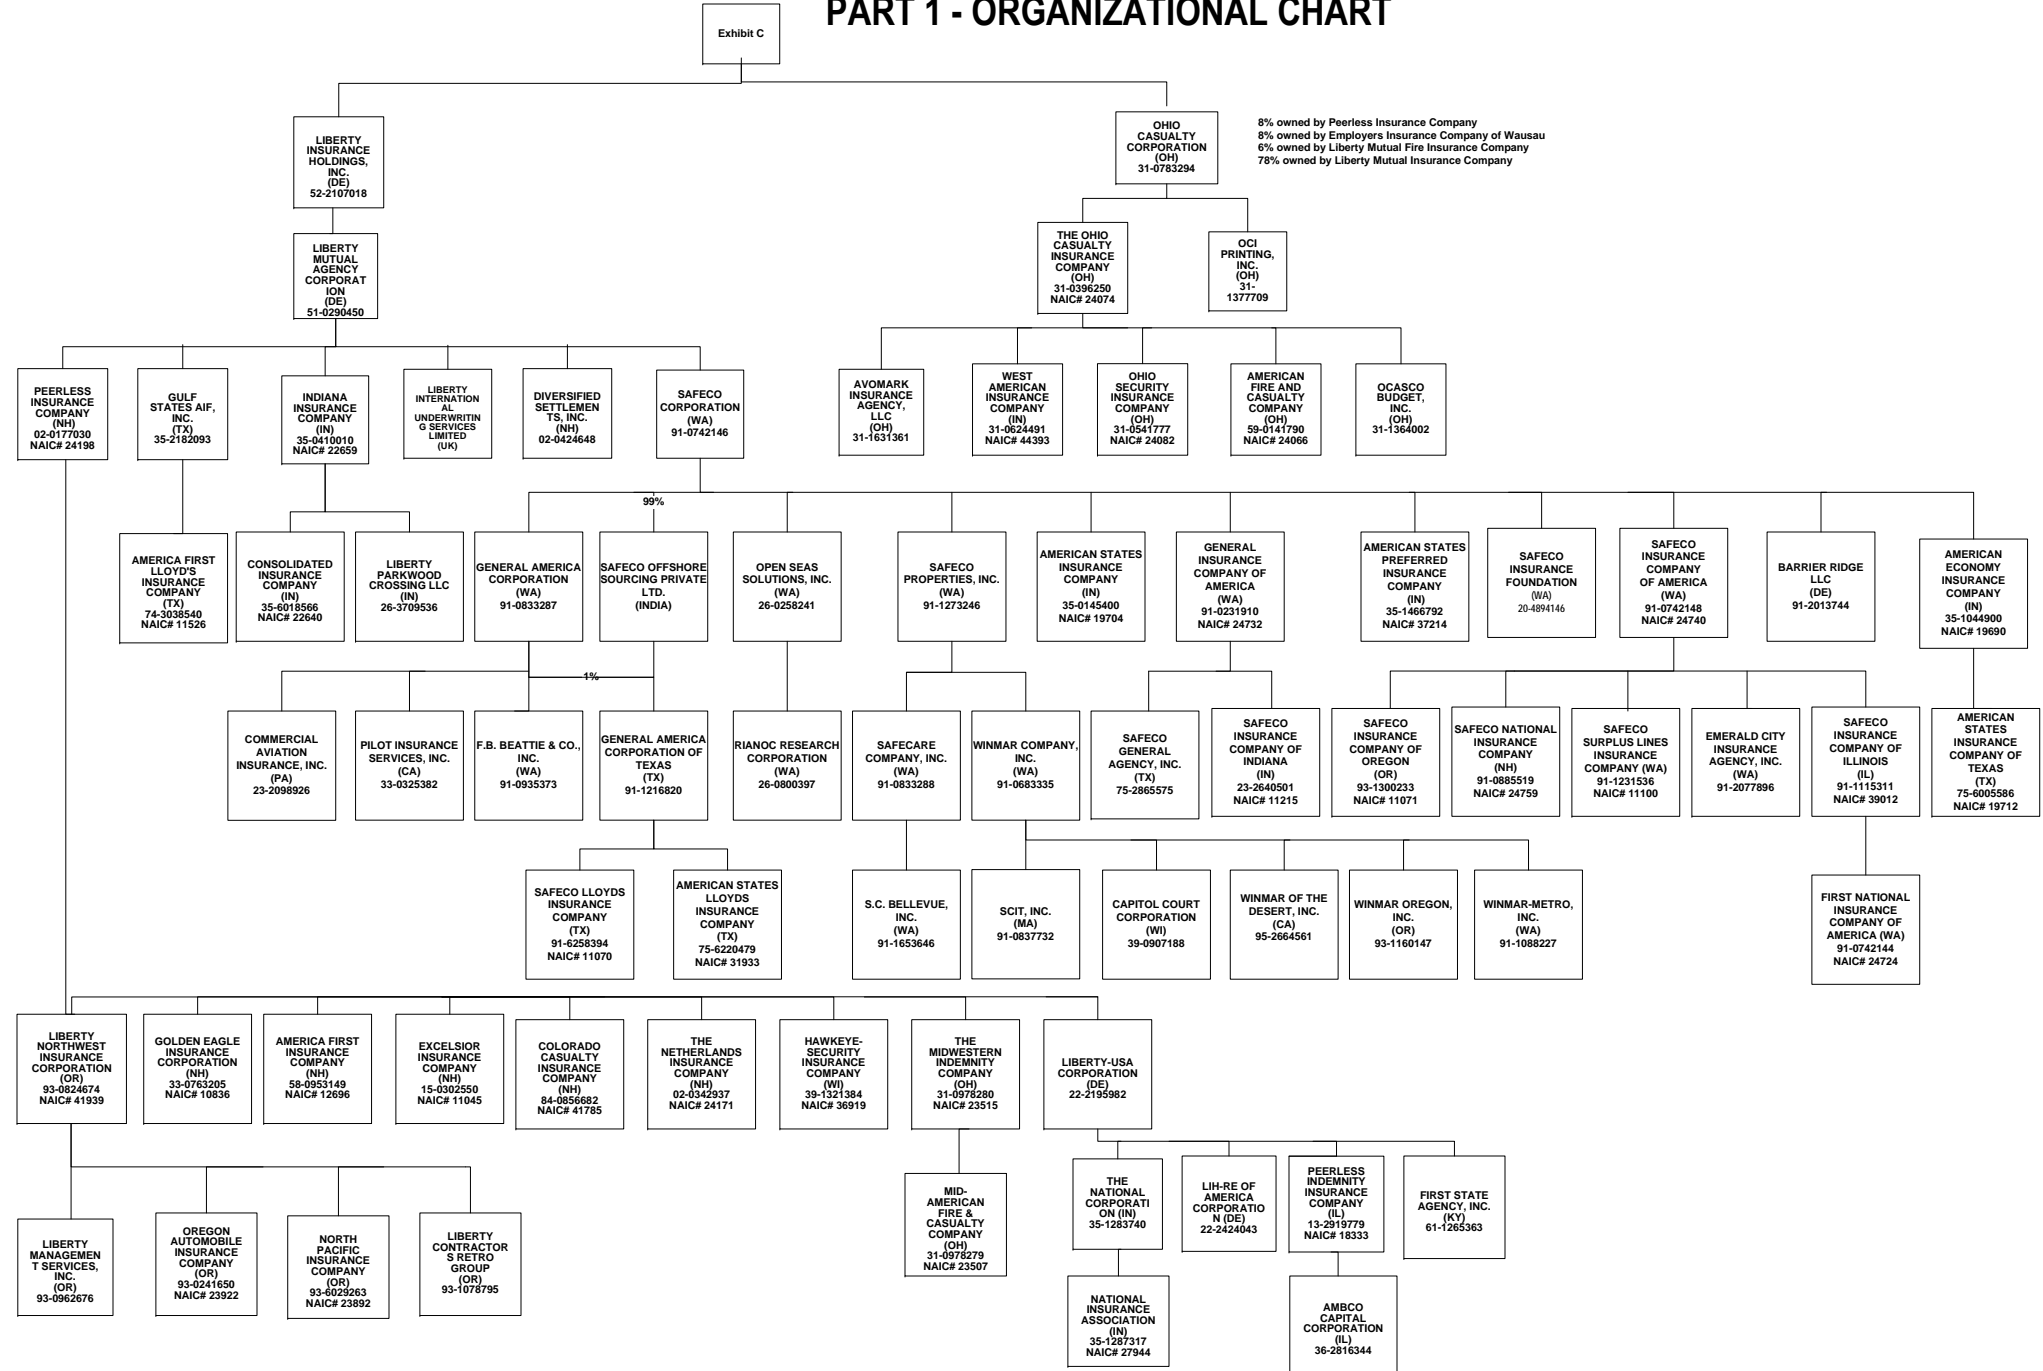 PART 1 - ORGANIZATIONAL CHART
Exhibit C
LIBERTY
INSURANCE
HOLDINGS,
INC.
(DE)
52-2107018
OHIO
CASUALTY
CORPORATION
(OH)
31-0783294
8% owned by Peerless Insurance Company
8% owned by Employers Insurance Company of Wausau
6% owned by Liberty Mutual Fire Insurance Company
78% owned by Liberty Mutual Insurance Company
LIBERTY
MUTUAL
AGENCY
CORPORAT
ION
(DE)
51-0290450
THE OHIO
CASUALTY
INSURANCE
COMPANY
(OH)
31-0396250
NAIC# 24074
OCI
PRINTING,
INC.
(OH)
31-
1377709
PEERLESS
INSURANCE
COMPANY
(NH)
02-0177030
NAIC# 24198
GULF
STATES AIF,
INC.
(TX)
35-2182093
INDIANA
INSURANCE
COMPANY
(IN)
35-0410010
NAIC# 22659
LIBERTY
INTERNATION
AL
UNDERWRITIN
G SERVICES
LIMITED
(UK)
DIVERSIFIED
SETTLEMEN
TS, INC.
(NH)
02-0424648
SAFECO
CORPORATION
(WA)
91-0742146
AVOMARK
INSURANCE
AGENCY,
LLC
(OH)
31-1631361
WEST
AMERICAN
INSURANCE
COMPANY
(IN)
31-0624491
NAIC# 44393
OHIO
SECURITY
INSURANCE
COMPANY
(OH)
31-0541777
NAIC# 24082
AMERICAN
FIRE AND
CASUALTY
COMPANY
(OH)
59-0141790
NAIC# 24066
OCASCO
BUDGET,
INC.
(OH)
31-1364002
99%
AMERICA FIRST
LLOYD'S
INSURANCE
COMPANY
(TX)
74-3038540
NAIC# 11526
CONSOLIDATED
INSURANCE
COMPANY
(IN)
35-6018566
NAIC# 22640
LIBERTY
PARKWOOD
CROSSING LLC
(IN)
26-3709536
GENERAL AMERICA
CORPORATION
(WA)
91-0833287
SAFECO OFFSHORE
SOURCING PRIVATE
LTD.
(INDIA)
OPEN SEAS
SOLUTIONS, INC.
(WA)
26-0258241
SAFECO
PROPERTIES, INC.
(WA)
91-1273246
AMERICAN STATES
INSURANCE
COMPANY
(IN)
35-0145400
NAIC# 19704
GENERAL
INSURANCE
COMPANY OF
AMERICA
(WA)
91-0231910
NAIC# 24732
AMERICAN STATES
PREFERRED
INSURANCE
COMPANY
(IN)
35-1466792
NAIC# 37214
SAFECO
INSURANCE
FOUNDATION
(WA)
20-4894146
SAFECO
INSURANCE
COMPANY
OF AMERICA
(WA)
91-0742148
NAIC# 24740
BARRIER RIDGE
LLC
(DE)
91-2013744
AMERICAN
ECONOMY
INSURANCE
COMPANY
(IN)
35-1044900
NAIC# 19690
1%
COMMERCIAL
AVIATION
INSURANCE, INC.
(PA)
23-2098926
PILOT INSURANCE
SERVICES, INC.
(CA)
33-0325382
F.B. BEATTIE & CO.,
INC.
(WA)
91-0935373
GENERAL AMERICA
CORPORATION OF
TEXAS
(TX)
91-1216820
RIANOC RESEARCH
CORPORATION
(WA)
26-0800397
SAFECARE
COMPANY, INC.
(WA)
91-0833288
WINMAR COMPANY,
INC.
(WA)
91-0683335
SAFECO
GENERAL
AGENCY, INC.
(TX)
75-2865575
SAFECO
INSURANCE
COMPANY OF
INDIANA
(IN)
23-2640501
NAIC# 11215
SAFECO
INSURANCE
COMPANY OF
OREGON
(OR)
93-1300233
NAIC# 11071
SAFECO NATIONAL
INSURANCE
COMPANY
(NH)
91-0885519
NAIC# 24759
SAFECO
SURPLUS LINES
INSURANCE
COMPANY (WA)
91-1231536
NAIC# 11100
EMERALD CITY
INSURANCE
AGENCY, INC.
(WA)
91-2077896
SAFECO
INSURANCE
COMPANY OF
ILLINOIS
(IL)
91-1115311
NAIC# 39012
AMERICAN
STATES
INSURANCE
COMPANY OF
TEXAS
(TX)
75-6005586
NAIC# 19712
SAFECO LLOYDS
INSURANCE
COMPANY
(TX)
91-6258394
NAIC# 11070
AMERICAN STATES
LLOYDS
INSURANCE
COMPANY
(TX)
75-6220479
NAIC# 31933
S.C. BELLEVUE,
INC.
(WA)
91-1653646
SCIT, INC.
(MA)
91-0837732
CAPITOL COURT
CORPORATION
(WI)
39-0907188
WINMAR OF THE
DESERT, INC.
(CA)
95-2664561
WINMAR OREGON,
INC.
(OR)
93-1160147
WINMAR-METRO,
INC.
(WA)
91-1088227
FIRST NATIONAL
INSURANCE
COMPANY OF
AMERICA (WA)
91-0742144
NAIC# 24724
LIBERTY
NORTHWEST
INSURANCE
CORPORATION
(OR)
93-0824674
NAIC# 41939
GOLDEN EAGLE
INSURANCE
CORPORATION
(NH)
33-0763205
NAIC# 10836
AMERICA FIRST
INSURANCE
COMPANY
(NH)
58-0953149
NAIC# 12696
EXCELSIOR
INSURANCE
COMPANY
(NH)
15-0302550
NAIC# 11045
COLORADO
CASUALTY
INSURANCE
COMPANY
(NH)
84-0856682
NAIC# 41785
THE
NETHERLANDS
INSURANCE
COMPANY
(NH)
02-0342937
NAIC# 24171
HAWKEYE-
SECURITY
INSURANCE
COMPANY
(WI)
39-1321384
NAIC# 36919
THE
MIDWESTERN
INDEMNITY
COMPANY
(OH)
31-0978280
NAIC# 23515
LIBERTY-USA
CORPORATION
(DE)
22-2195982
LIBERTY
MANAGEMEN
T SERVICES,
INC.
(OR)
93-0962676
OREGON
AUTOMOBILE
INSURANCE
COMPANY
(OR)
93-0241650
NAIC# 23922
NORTH
PACIFIC
INSURANCE
COMPANY
(OR)
93-6029263
NAIC# 23892
LIBERTY
CONTRACTOR
S RETRO
GROUP
(OR)
93-1078795
MID-
AMERICAN
FIRE &
CASUALTY
COMPANY
(OH)
31-0978279
NAIC# 23507
THE
NATIONAL
CORPORATI
ON (IN)
35-1283740
LIH-RE OF
AMERICA
CORPORATIO
N (DE)
22-2424043
PEERLESS
INDEMNITY
INSURANCE
COMPANY
(IL)
13-2919779
NAIC# 18333
FIRST STATE
AGENCY, INC.
(KY)
61-1265363
NATIONAL
INSURANCE
ASSOCIATION
(IN)
35-1287317
NAIC# 27944
AMBCO
CAPITAL
CORPORATION
(IL)
36-2816344